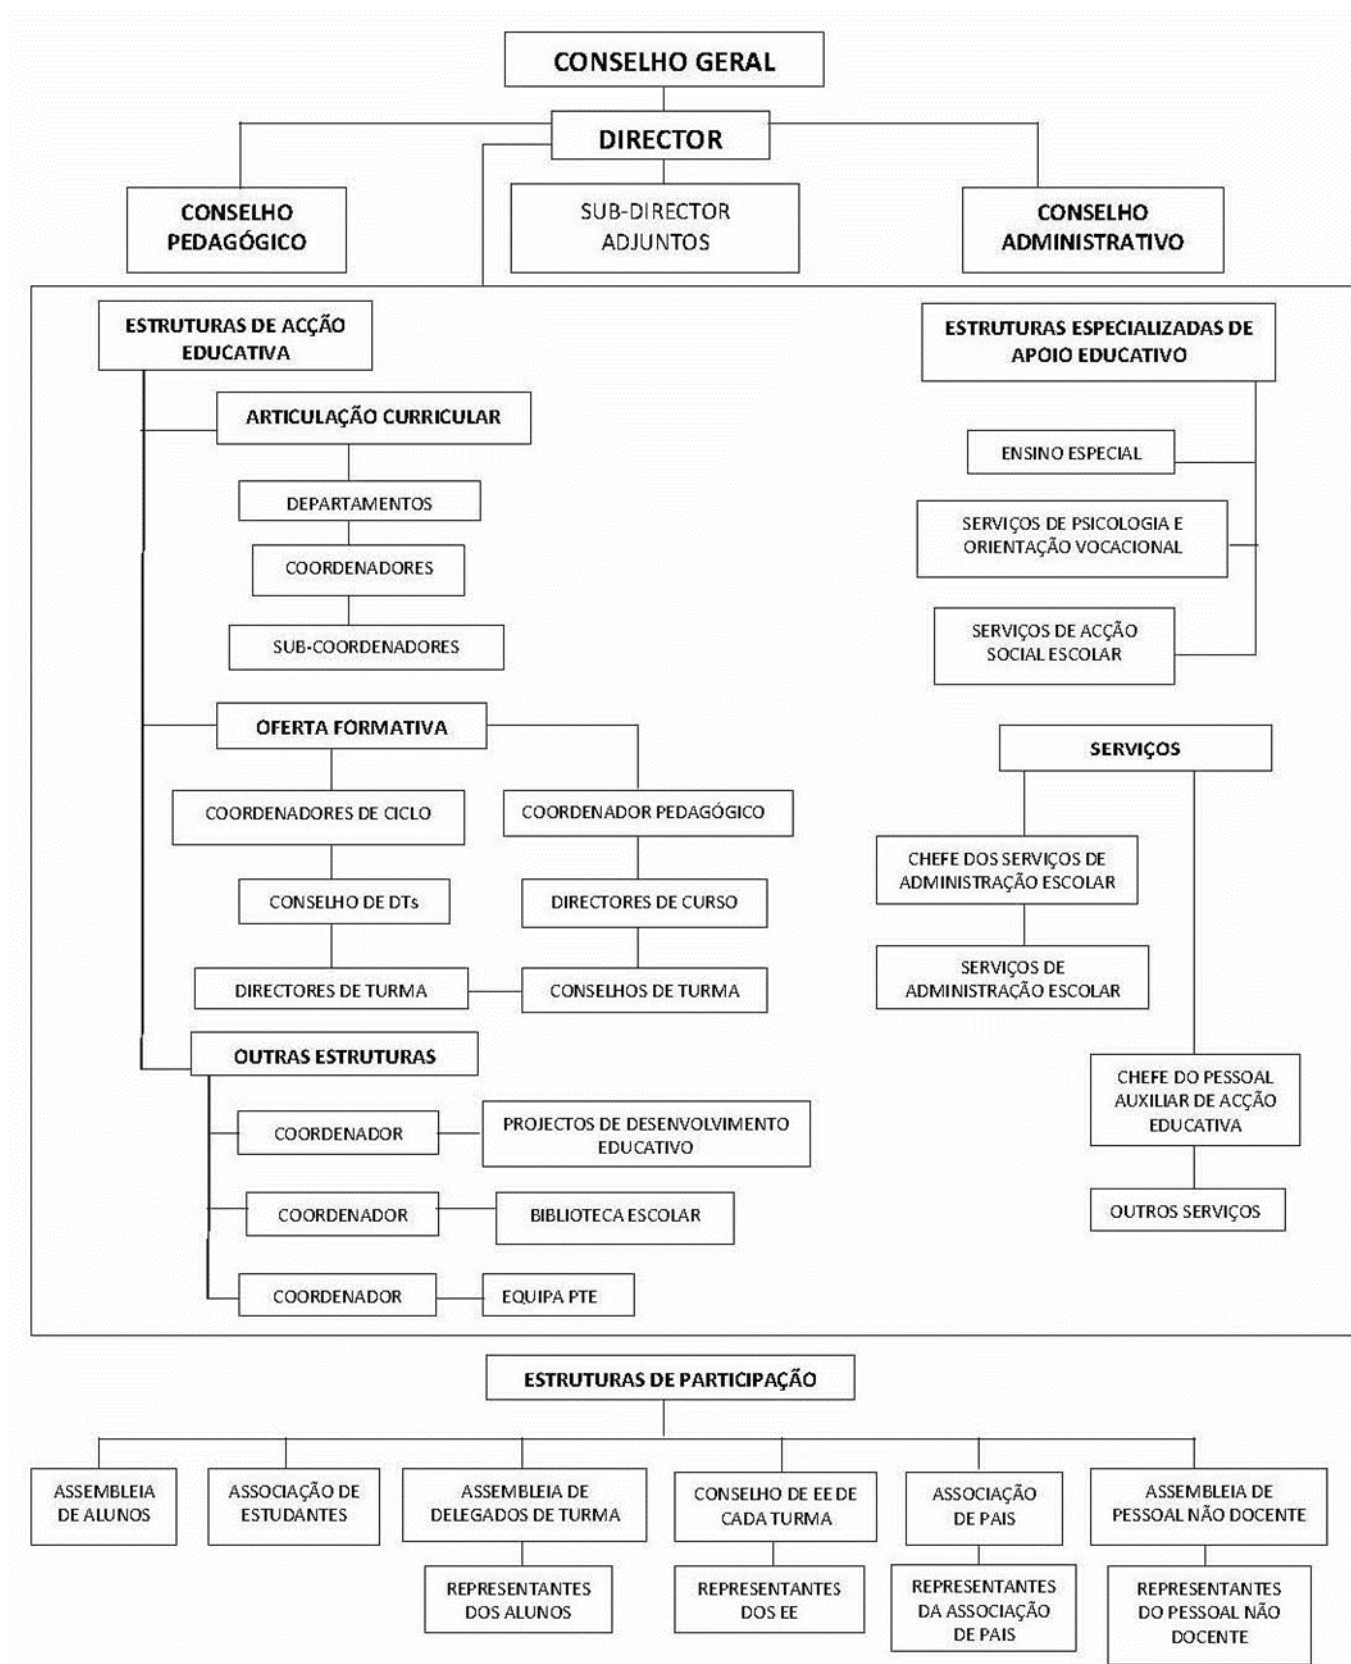 CONSELHO GERAL
DIRECTOR
CONSELHO
PEDAGÓGICO
SUB-DIRECTOR
ADJUNTOS
CONSELHO
ADMINISTRATIVO
ESTRUTURAS DE ACÇÃO
EDUCATIVA
ARTICULAÇÃO CURRICULAR
DEPARTAMENTOS
COORDENADORES
SUB-COORDENADORES
OFERTA FORMATIVA
COORDENADORES DE CICLO
CONSELHO DE DTs
DIRECTORES DE TURMA
COORDENADOR PEDAGÓGICO
DIRECTORES DE CURSO
CONSELHOS DE TURMA
OUTRAS ESTRUTURAS
COORDENADOR
PROJECTOS DE DESENVOLVIMENTO
EDUCATIVO
COORDENADOR
BIBLIOTECA ESCOLAR
COORDENADOR
EQUIPA PTE
ESTRUTURAS ESPECIALIZADAS DE
APOIO EDUCATIVO
ENSINO ESPECIAL
SERVIÇOS DE PSICOLOGIA E
ORIENTAÇÃO VOCACIONAL
SERVIÇOS DE ACÇÃO
SOCIAL ESCOLAR
SERVIÇOS
CHEFE DOS SERVIÇOS DE
ADMINISTRAÇÃO ESCOLAR
SERVIÇOS DE
ADMINISTRAÇÃO ESCOLAR
CHEFE DO PESSOAL
AUXILIAR DE ACÇÃO
EDUCATIVA
OUTROS SERVIÇOS
ESTRUTURAS DE PARTICIPAÇÃO
ASSEMBLEIA
DE ALUNOS
ASSOCIAÇÃO DE
ESTUDANTES
ASSEMBLEIA DE
DELEGADOS DE TURMA
REPRESENTANTES
DOS ALUNOS
CONSELHO DE EE DE
CADA TURMA
REPRESENTANTES
DOS EE
ASSOCIAÇÃO
DE PAIS
REPRESENTANTES
DA ASSOCIAÇÃO
DE PAIS
ASSEMBLEIA DE
PESSOAL NÃO DOCENTE
REPRESENTANTES
DO PESSOAL NÃO
DOCENTE